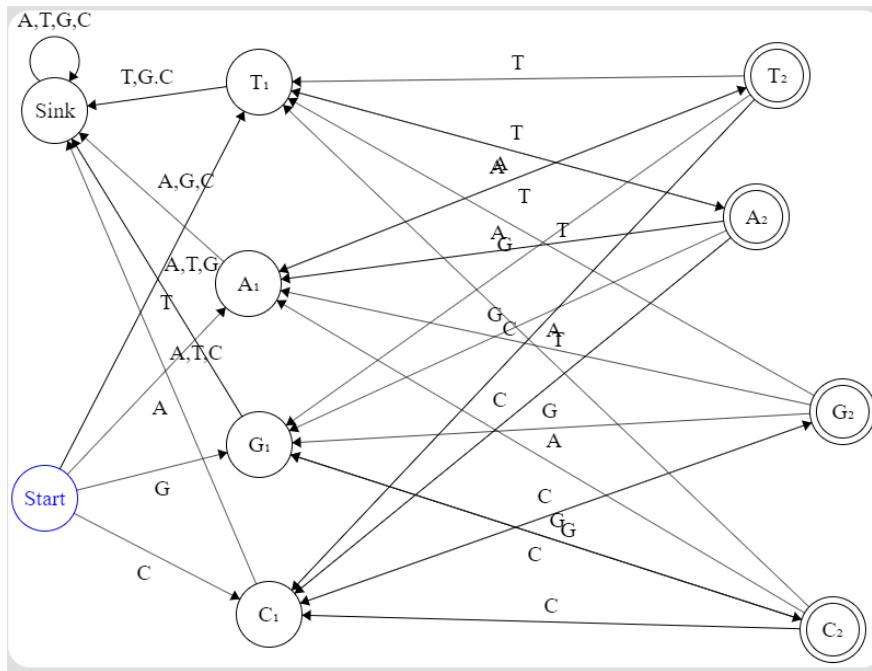 A,T,G,C
T
T,G.C
T₁
T₂
Sink
T
A
A
A,G,C
T
A₂
A
T
G
A,T,G
A₁
T
G
C
A
T
A,T,C
C
A
G
G₂
G₁
A
G
Start
C
G
G
C
C
C
C₁
C₂